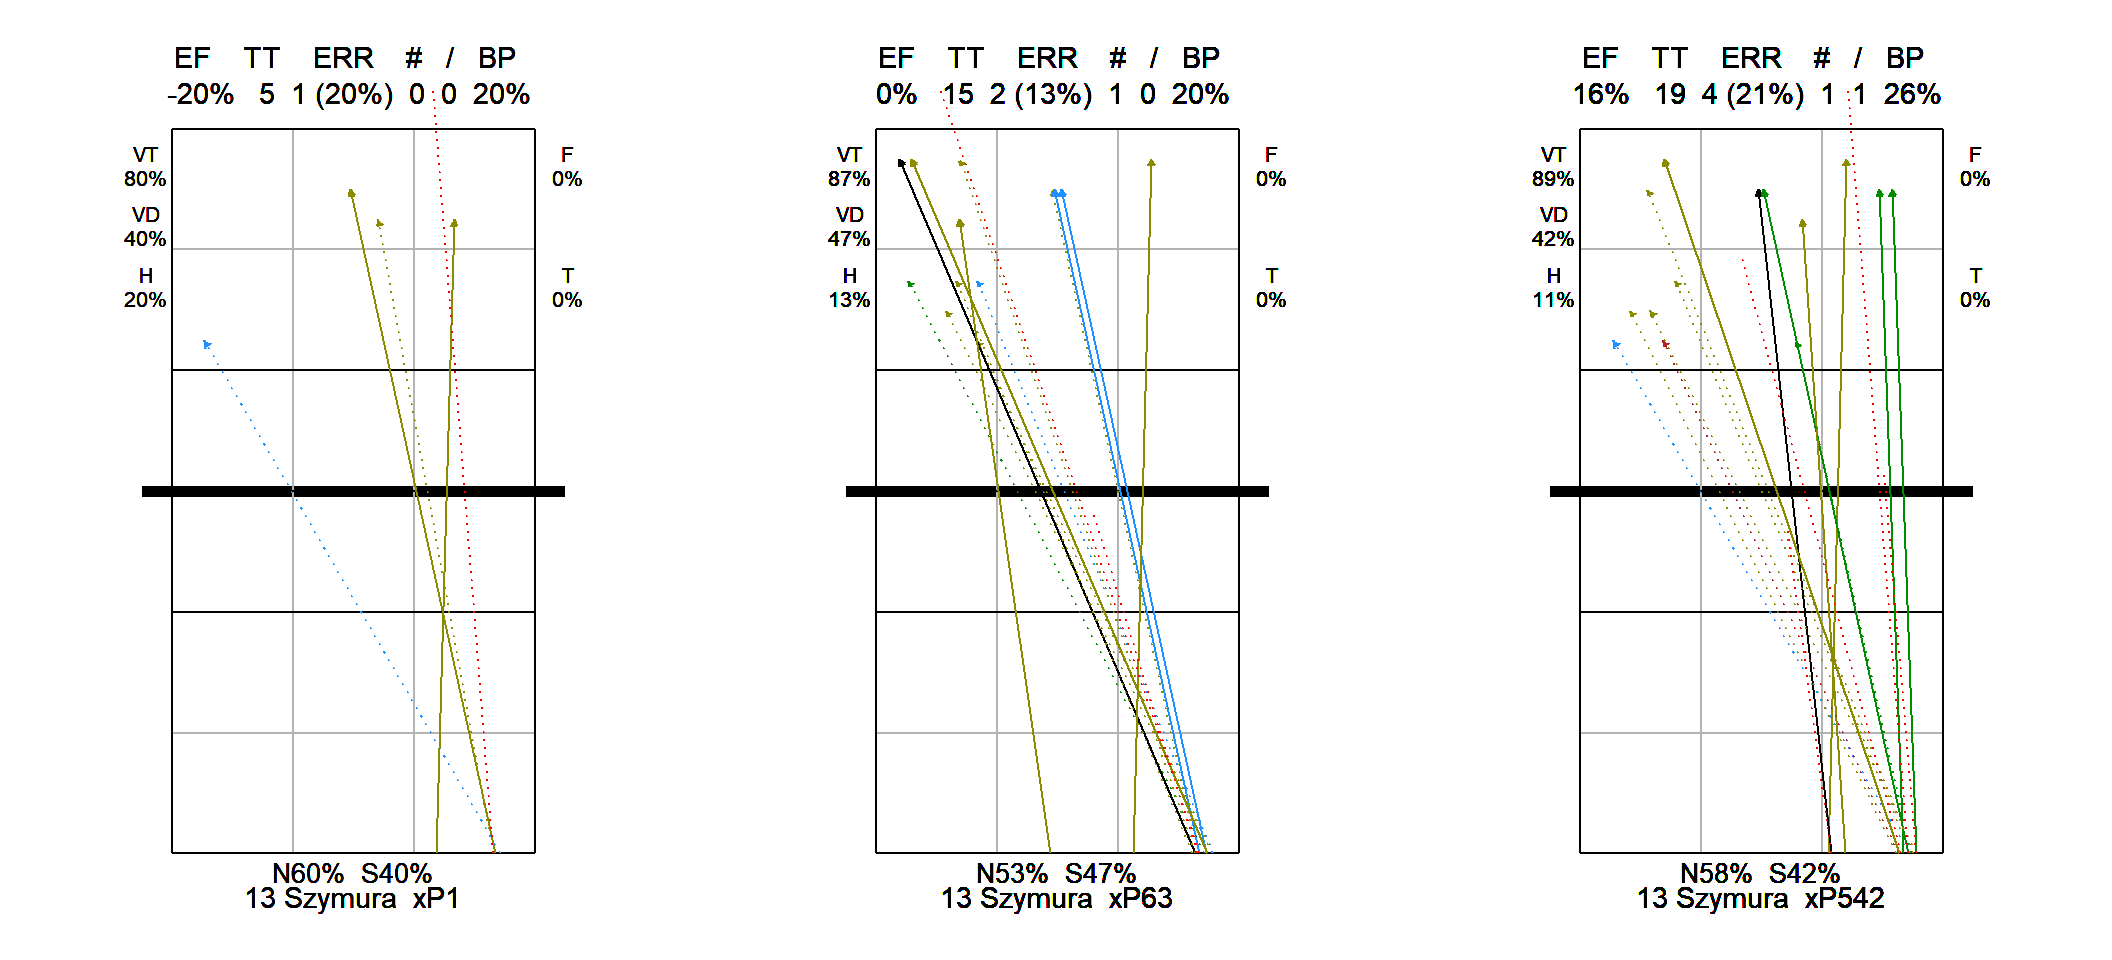 EF TT ERR # / BP
-20% 5 1 (20%) 0 0 20%
VT
80%
VD
40%
H
20%
F
0%
T
0%
N60% S40%
13 Szymura xP1
EF TT ERR # / BP
0% 15 2 (13%) 1 0 20%
VT
87%
VD
47%
H
13%
F
0%
T
0%
N53% S47%
13 Szymura xP63
EF TT ERR # / BP
16% 19 4 (21%) 1 1 26%
VT
89%
VD
42%
H
11%
F
0%
T
0%
N58% S42%
13 Szymura xP542